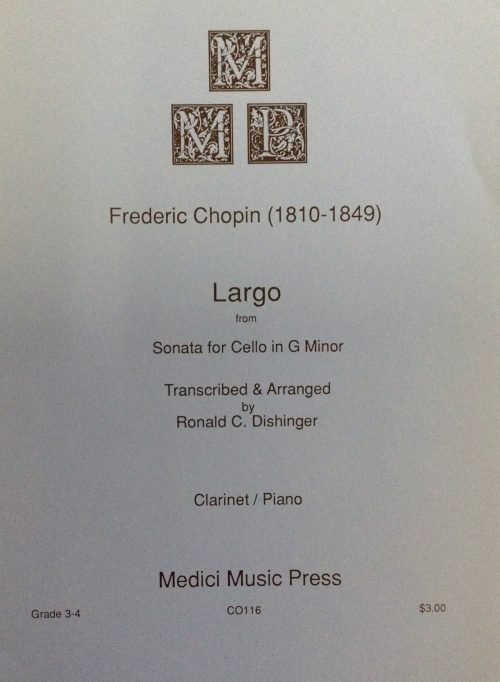 M
M P
Frederic Chopin (1810-1849)
Largo
from
Sonata for Cello in G Minor
Transcribed & Arranged
by
Ronald C. Dishinger
Clarinet / Piano
Medici Music Press
Grade 3-4 CO116 $3.00